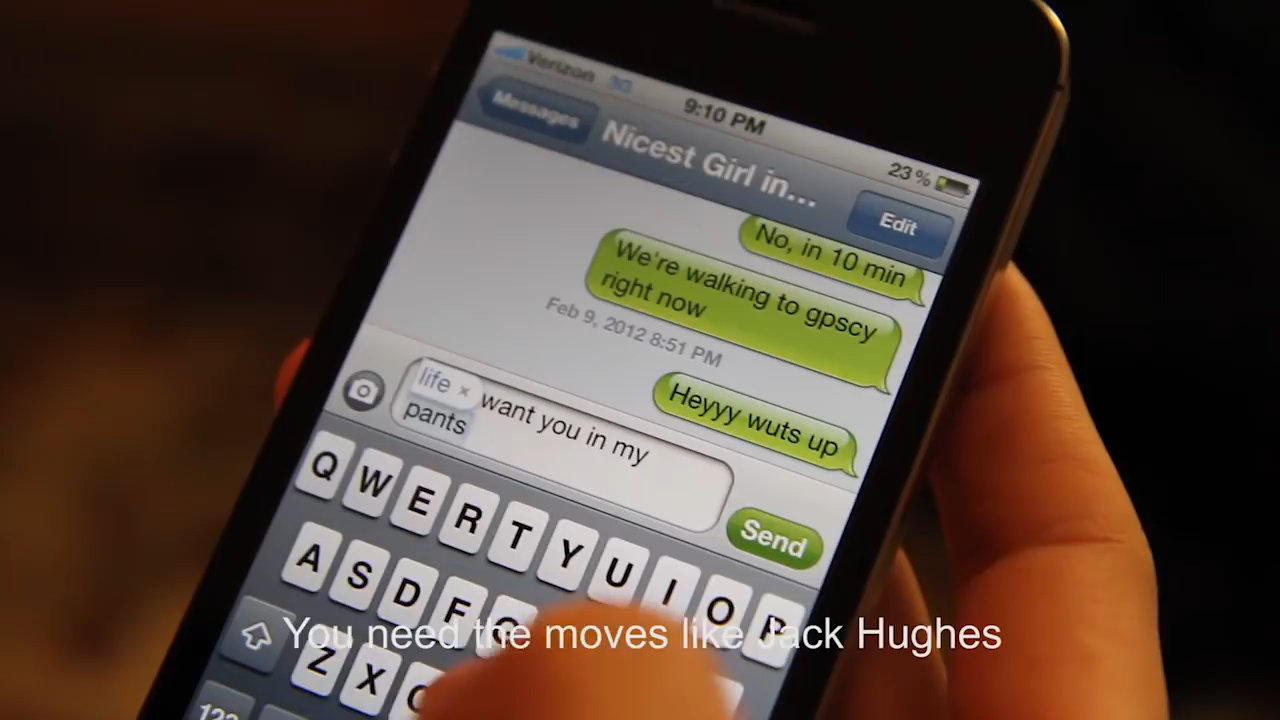 Verizon 3G 9:10 PM 23%
Messages Nicest Girl in... Edit
No, in 10 min
We're walking to gpscy
right now
Feb 9, 2012 8:51 PM
Heyyy wuts up
life × want you in my
pants
Send
Q W E R T Y U I O P
A S D F G
You need the moves like Jack Hughes
Z X C
123